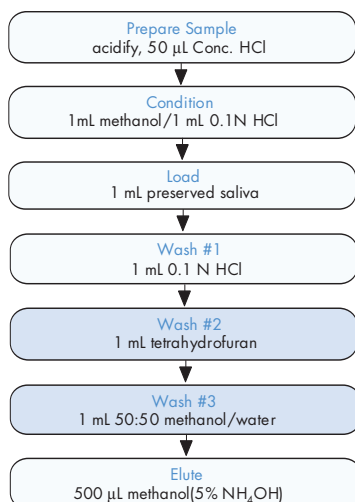 Prepare Sample
acidify, 50 µL Conc. HCl
Condition
1mL methanol/1 mL 0.1N HCl
Load
1 mL preserved saliva
Wash #1
1 mL 0.1 N HCl
Wash #2
1 mL tetrahydrofuran
Wash #3
1 mL 50:50 methanol/water
Elute
500 µL methanol(5% NH₄OH)